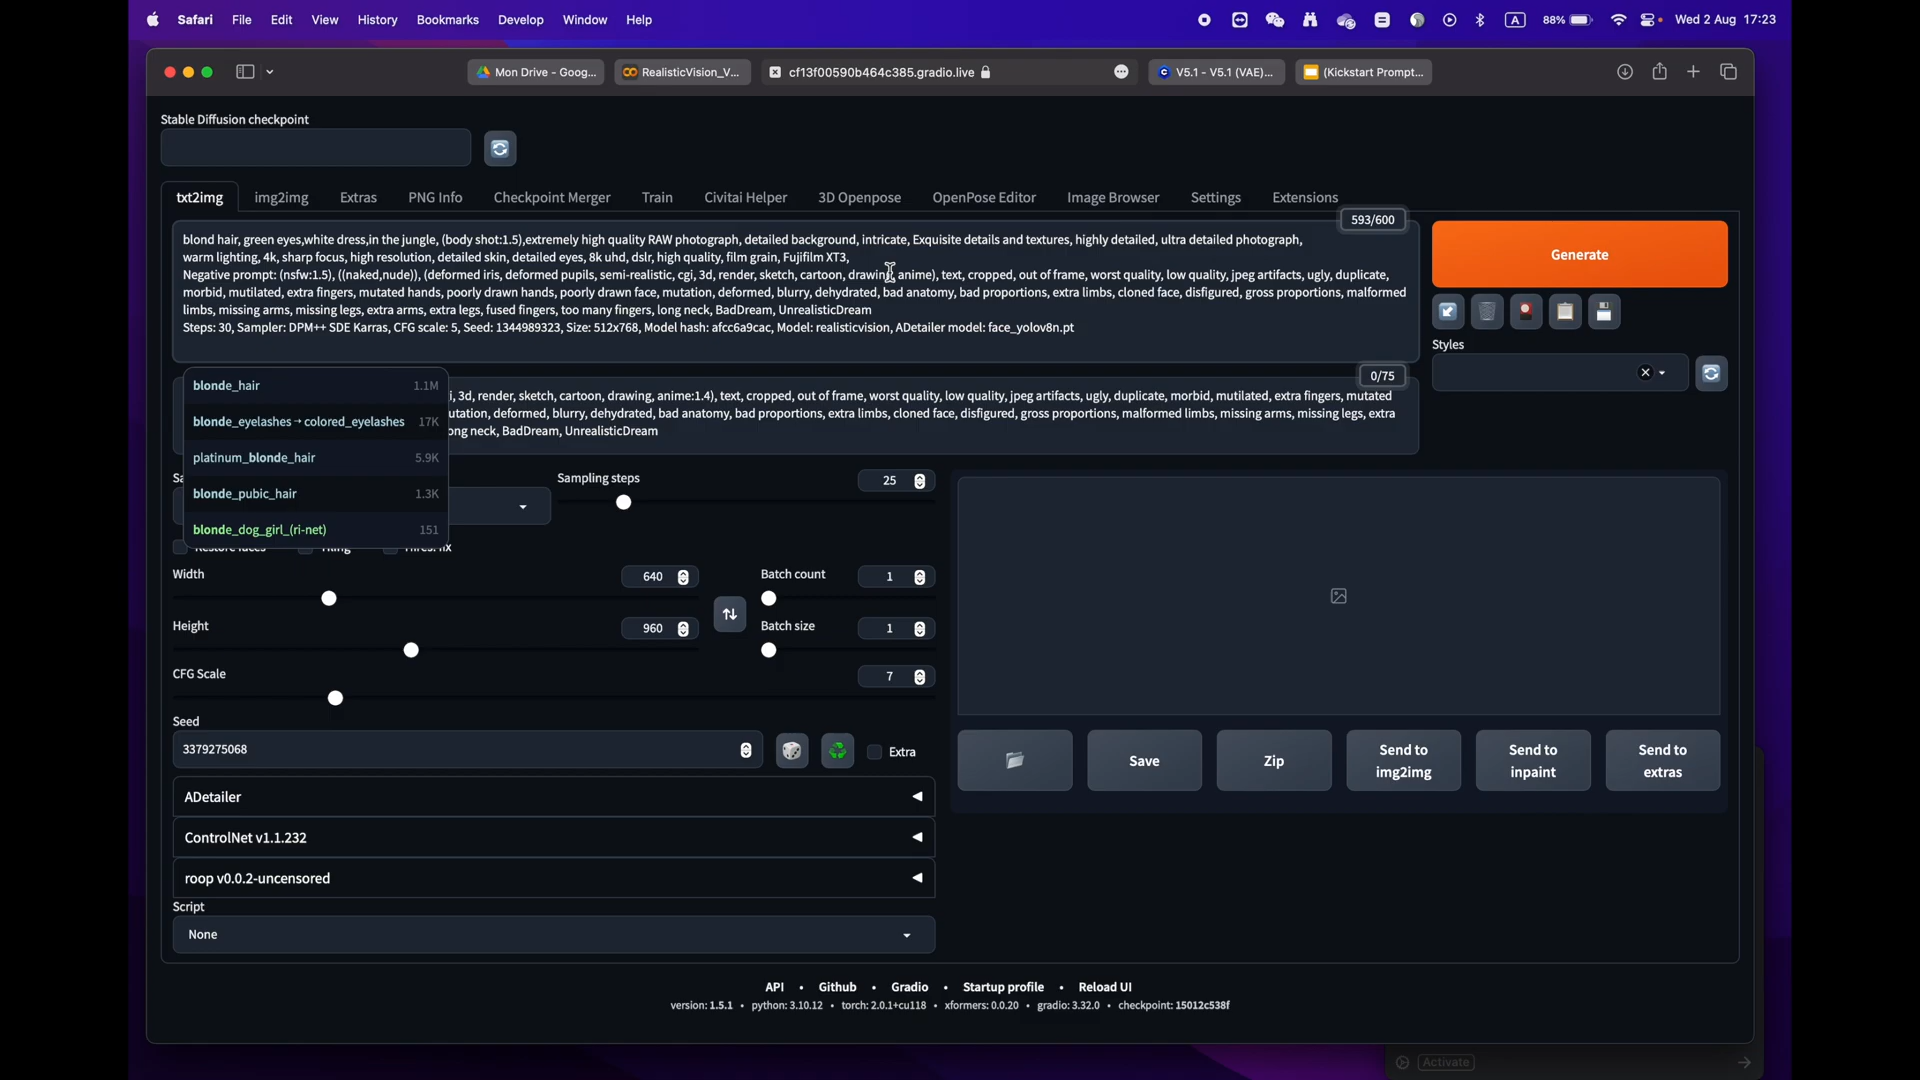 Safari File Edit View History Bookmarks Develop Window Help A 88% Wed 2 Aug 17:23
Mon Drive - Goog... RealisticVision_V... cf13f00590b464c385.gradio.live V5.1 - V5.1 (VAE)... (Kickstart Prompt...
Stable Diffusion checkpoint
txt2img img2img Extras PNG Info Checkpoint Merger Train Civitai Helper 3D Openpose OpenPose Editor Image Browser Settings Extensions
593/600
blond hair, green eyes,white dress,in the jungle, (body shot:1.5),extremely high quality RAW photograph, detailed background, intricate, Exquisite details and textures, highly detailed, ultra detailed photograph,
warm lighting, 4k, sharp focus, high resolution, detailed skin, detailed eyes, 8k uhd, dslr, high quality, film grain, Fujifilm XT3,
Negative prompt: (nsfw:1.5), ((naked,nude)), (deformed iris, deformed pupils, semi-realistic, cgi, 3d, render, sketch, cartoon, drawing, anime), text, cropped, out of frame, worst quality, low quality, jpeg artifacts, ugly, duplicate,
morbid, mutilated, extra fingers, mutated hands, poorly drawn hands, poorly drawn face, mutation, deformed, blurry, dehydrated, bad anatomy, bad proportions, extra limbs, cloned face, disfigured, gross proportions, malformed
limbs, missing arms, missing legs, extra arms, extra legs, fused fingers, too many fingers, long neck, BadDream, UnrealisticDream
Steps: 30, Sampler: DPM++ SDE Karras, CFG scale: 5, Seed: 1344989323, Size: 512x768, Model hash: afcc6a9cac, Model: realisticvision, ADetailer model: face_yolov8n.pt
Generate
Styles
0/75
blonde_hair 1.1M
blonde_eyelashes → colored_eyelashes 17K
platinum_blonde_hair 5.9K
blonde_pubic_hair 1.3K
blonde_dog_girl_(ri-net) 151
i, 3d, render, sketch, cartoon, drawing, anime:1.4), text, cropped, out of frame, worst quality, low quality, jpeg artifacts, ugly, duplicate, morbid, mutilated, extra fingers, mutated
utation, deformed, blurry, dehydrated, bad anatomy, bad proportions, extra limbs, cloned face, disfigured, gross proportions, malformed limbs, missing arms, missing legs, extra
ong neck, BadDream, UnrealisticDream
Sa
Sampling steps 25
Width 640
Batch count 1
Height 960
Batch size 1
CFG Scale 7
Seed
3379275068
Extra
ADetailer
ControlNet v1.1.232
roop v0.0.2-uncensored
Script
None
Save
Zip
Send to
img2img
Send to
inpaint
Send to
extras
API • Github • Gradio • Startup profile • Reload UI
version: 1.5.1 • python: 3.10.12 • torch: 2.0.1+cu118 • xformers: 0.0.20 • gradio: 3.32.0 • checkpoint: 15012c538f
Activate